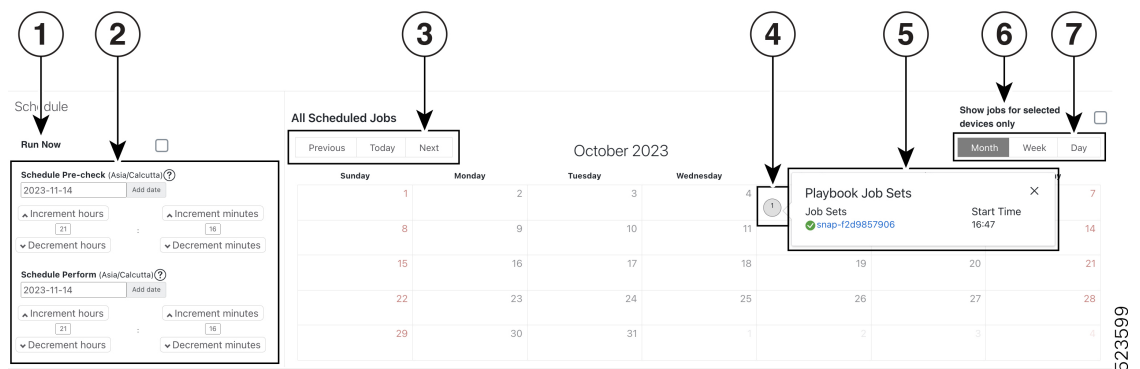 1 2 3 4 5 6 7
Schedule
Run Now
Schedule Pre-check (Asia/Calcutta) ?
2023-11-14 Add date
Increment hours Increment minutes
21 : 16
Decrement hours Decrement minutes
Schedule Perform (Asia/Calcutta) ?
2023-11-14 Add date
Increment hours Increment minutes
21 : 16
Decrement hours Decrement minutes
All Scheduled Jobs
Show jobs for selected
devices only
Previous Today Next
October 2023
Month Week Day
Sunday Monday Tuesday Wednesday
1 2 3 4 7
1
Playbook Job Sets
Job Sets Start Time
snap-f2d9857906 16:47
8 9 10 11 14
15 16 17 18 19 20 21
22 23 24 25 26 27 28
29 30 31 1 2 3 4
523599